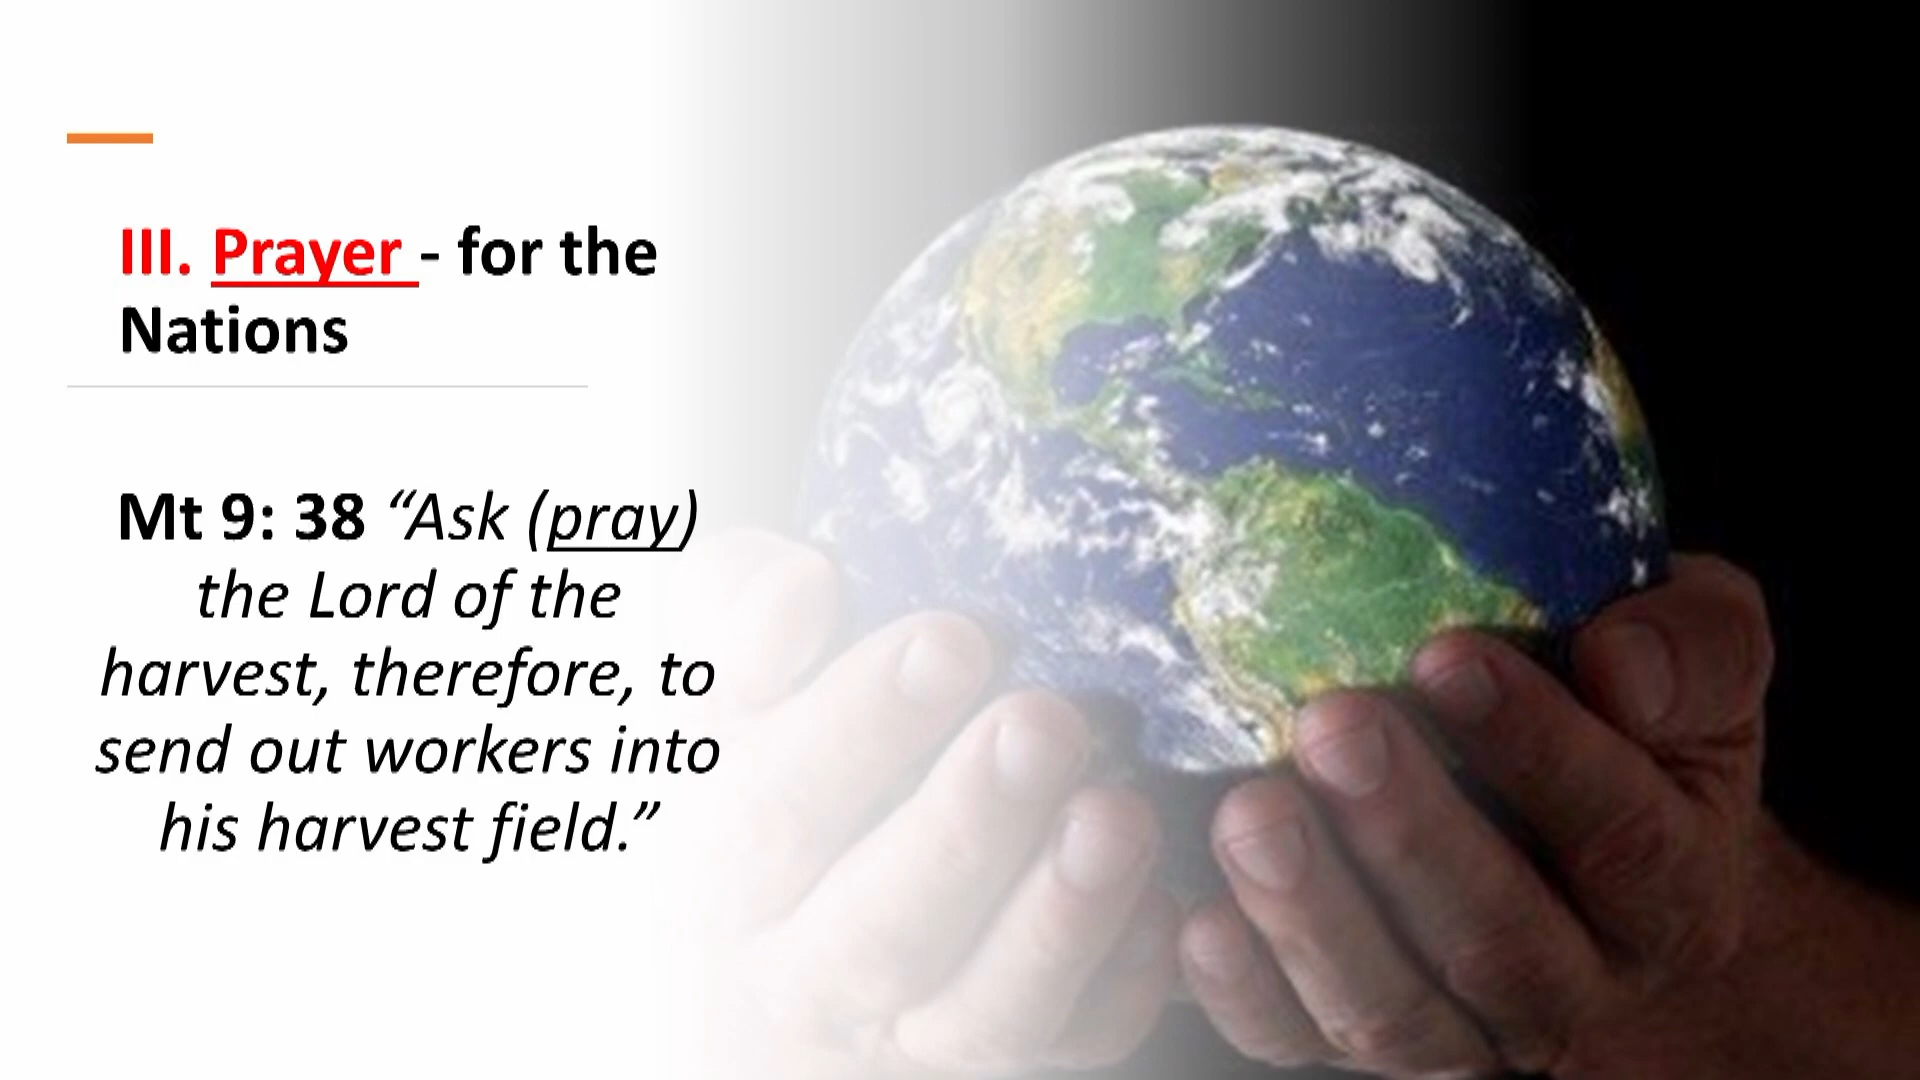 III. Prayer - for the
Nations
Mt 9: 38 “Ask (pray)
the Lord of the
harvest, therefore, to
send out workers into
his harvest field.”